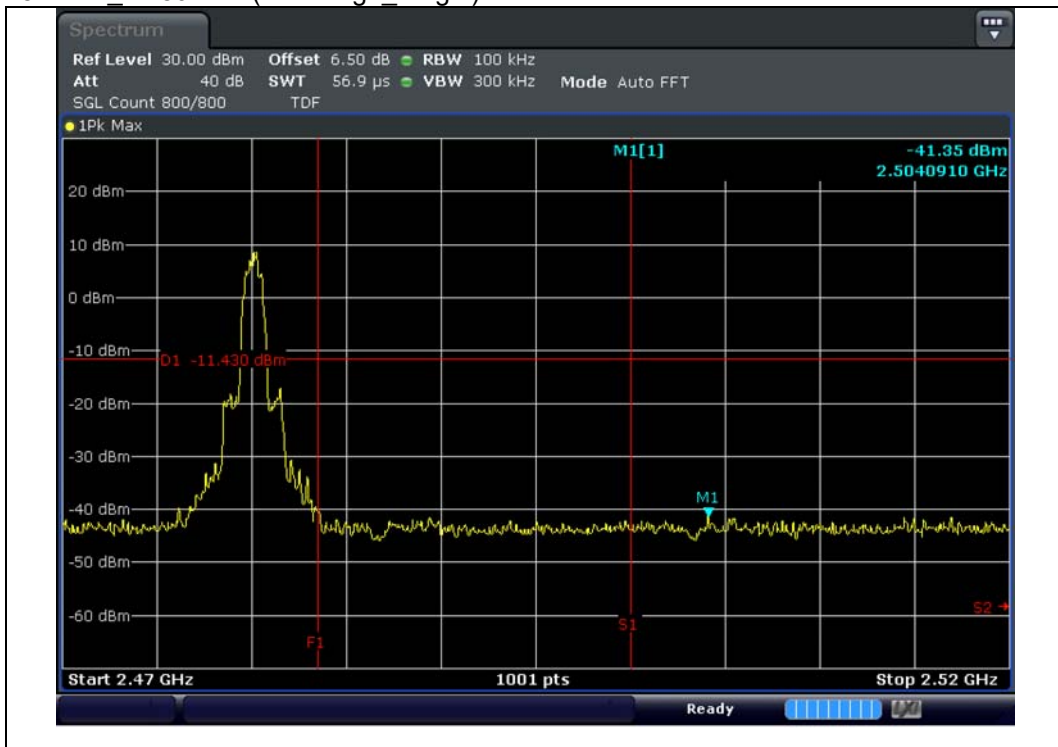 Spectrum
Ref Level 30.00 dBm Offset 6.50 dB RBW 100 kHz
Att 40 dB SWT 56.9 µs VBW 300 kHz Mode Auto FFT
SGL Count 800/800 TDF
1Pk Max
M1[1] -41.35 dBm
2.5040910 GHz
20 dBm
10 dBm
0 dBm
-10 dBm
D1 -11.430 dBm
-20 dBm
-30 dBm
-40 dBm
M1
-50 dBm
-60 dBm
S2
F1
S1
Start 2.47 GHz 1001 pts Stop 2.52 GHz
Ready